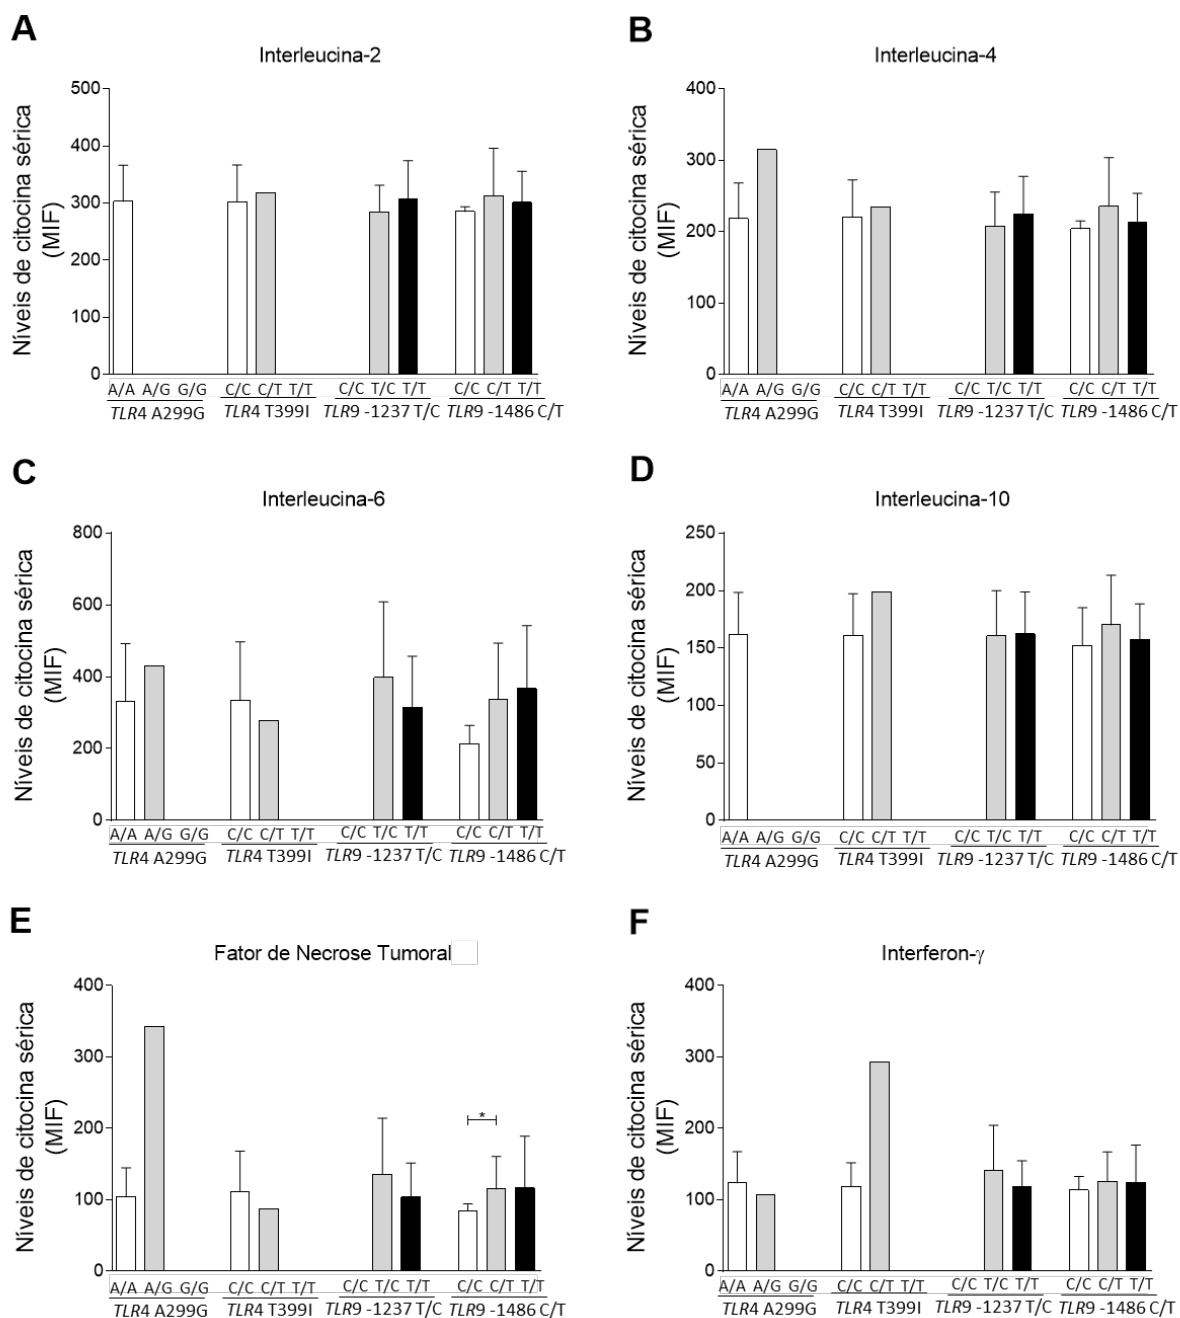 A
Interleucina-2
Níveis de citocina sérica
(MIF)
500
400
300
200
100
0
A/A A/G G/G
C/C C/T T/T
C/C T/C T/T
C/C C/T T/T
TLR4 A299G
TLR4 T399I
TLR9 -1237 T/C
TLR9 -1486 C/T
B
Interleucina-4
Níveis de citocina sérica
(MIF)
400
300
200
100
0
A/A A/G G/G
C/C C/T T/T
C/C T/C T/T
C/C C/T T/T
TLR4 A299G
TLR4 T399I
TLR9 -1237 T/C
TLR9 -1486 C/T
C
Interleucina-6
Níveis de citocina sérica
(MIF)
800
600
400
200
0
A/A A/G G/G
C/C C/T T/T
C/C T/C T/T
C/C C/T T/T
TLR4 A299G
TLR4 T399I
TLR9 -1237 T/C
TLR9 -1486 C/T
D
Interleucina-10
Níveis de citocina sérica
(MIF)
250
200
150
100
50
0
A/A A/G G/G
C/C C/T T/T
C/C T/C T/T
C/C C/T T/T
TLR4 A299G
TLR4 T399I
TLR9 -1237 T/C
TLR9 -1486 C/T
E
Fator de Necrose Tumoral
Níveis de citocina sérica
(MIF)
400
300
200
100
0
*
A/A A/G G/G
C/C C/T T/T
C/C T/C T/T
C/C C/T T/T
TLR4 A299G
TLR4 T399I
TLR9 -1237 T/C
TLR9 -1486 C/T
F
Interferon-γ
Níveis de citocina sérica
(MIF)
400
300
200
100
0
A/A A/G G/G
C/C C/T T/T
C/C T/C T/T
C/C C/T T/T
TLR4 A299G
TLR4 T399I
TLR9 -1237 T/C
TLR9 -1486 C/T